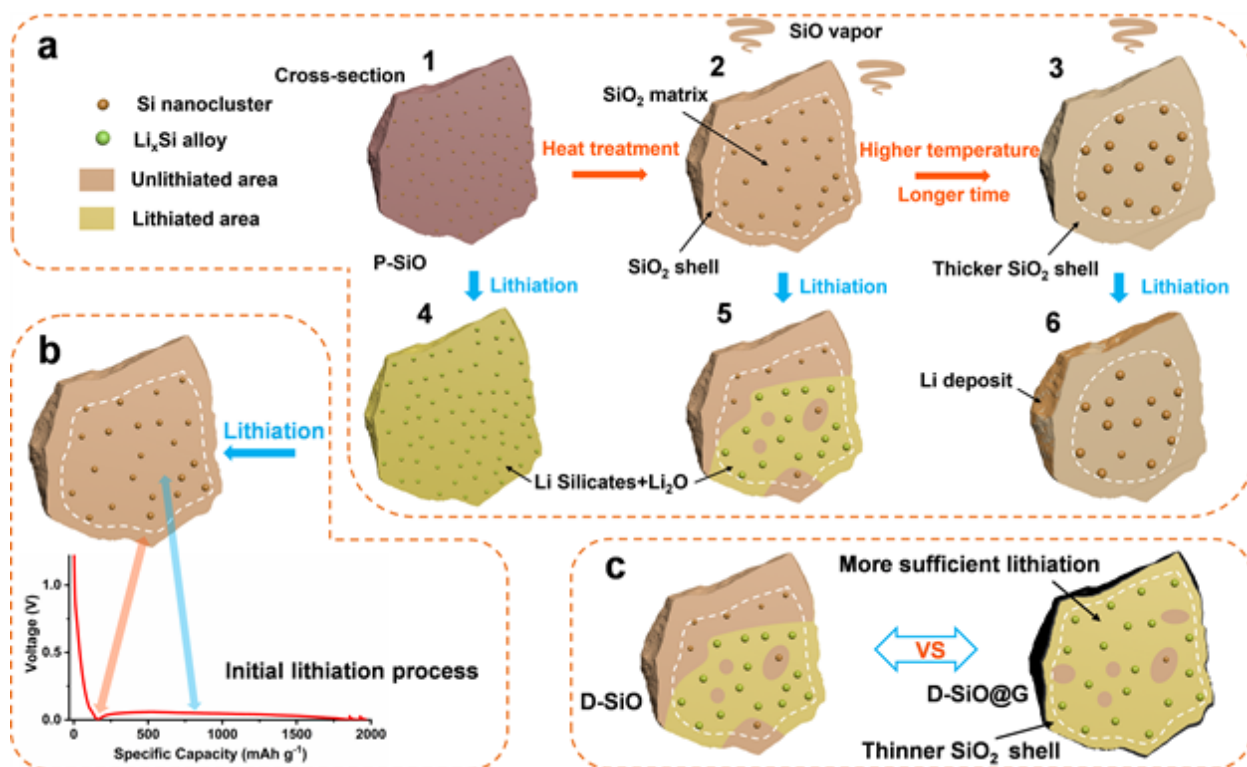 a
Cross-section
Si nanocluster
LixSi alloy
Unlithiated area
Lithiated area
1
P-SiO
Heat treatment
SiO vapor
2
SiO2 matrix
SiO2 shell
Higher temperature
Longer time
3
Thicker SiO2 shell
Lithiation
Lithiation
Lithiation
4
5
6
Li Silicates+Li2O
Li deposit
b
Lithiation
Voltage (V)
1.0
0.5
0.0
0
500
1000
1500
2000
Specific Capacity (mAh g-1)
Initial lithiation process
c
More sufficient lithiation
D-SiO
VS
D-SiO@G
Thinner SiO2 shell